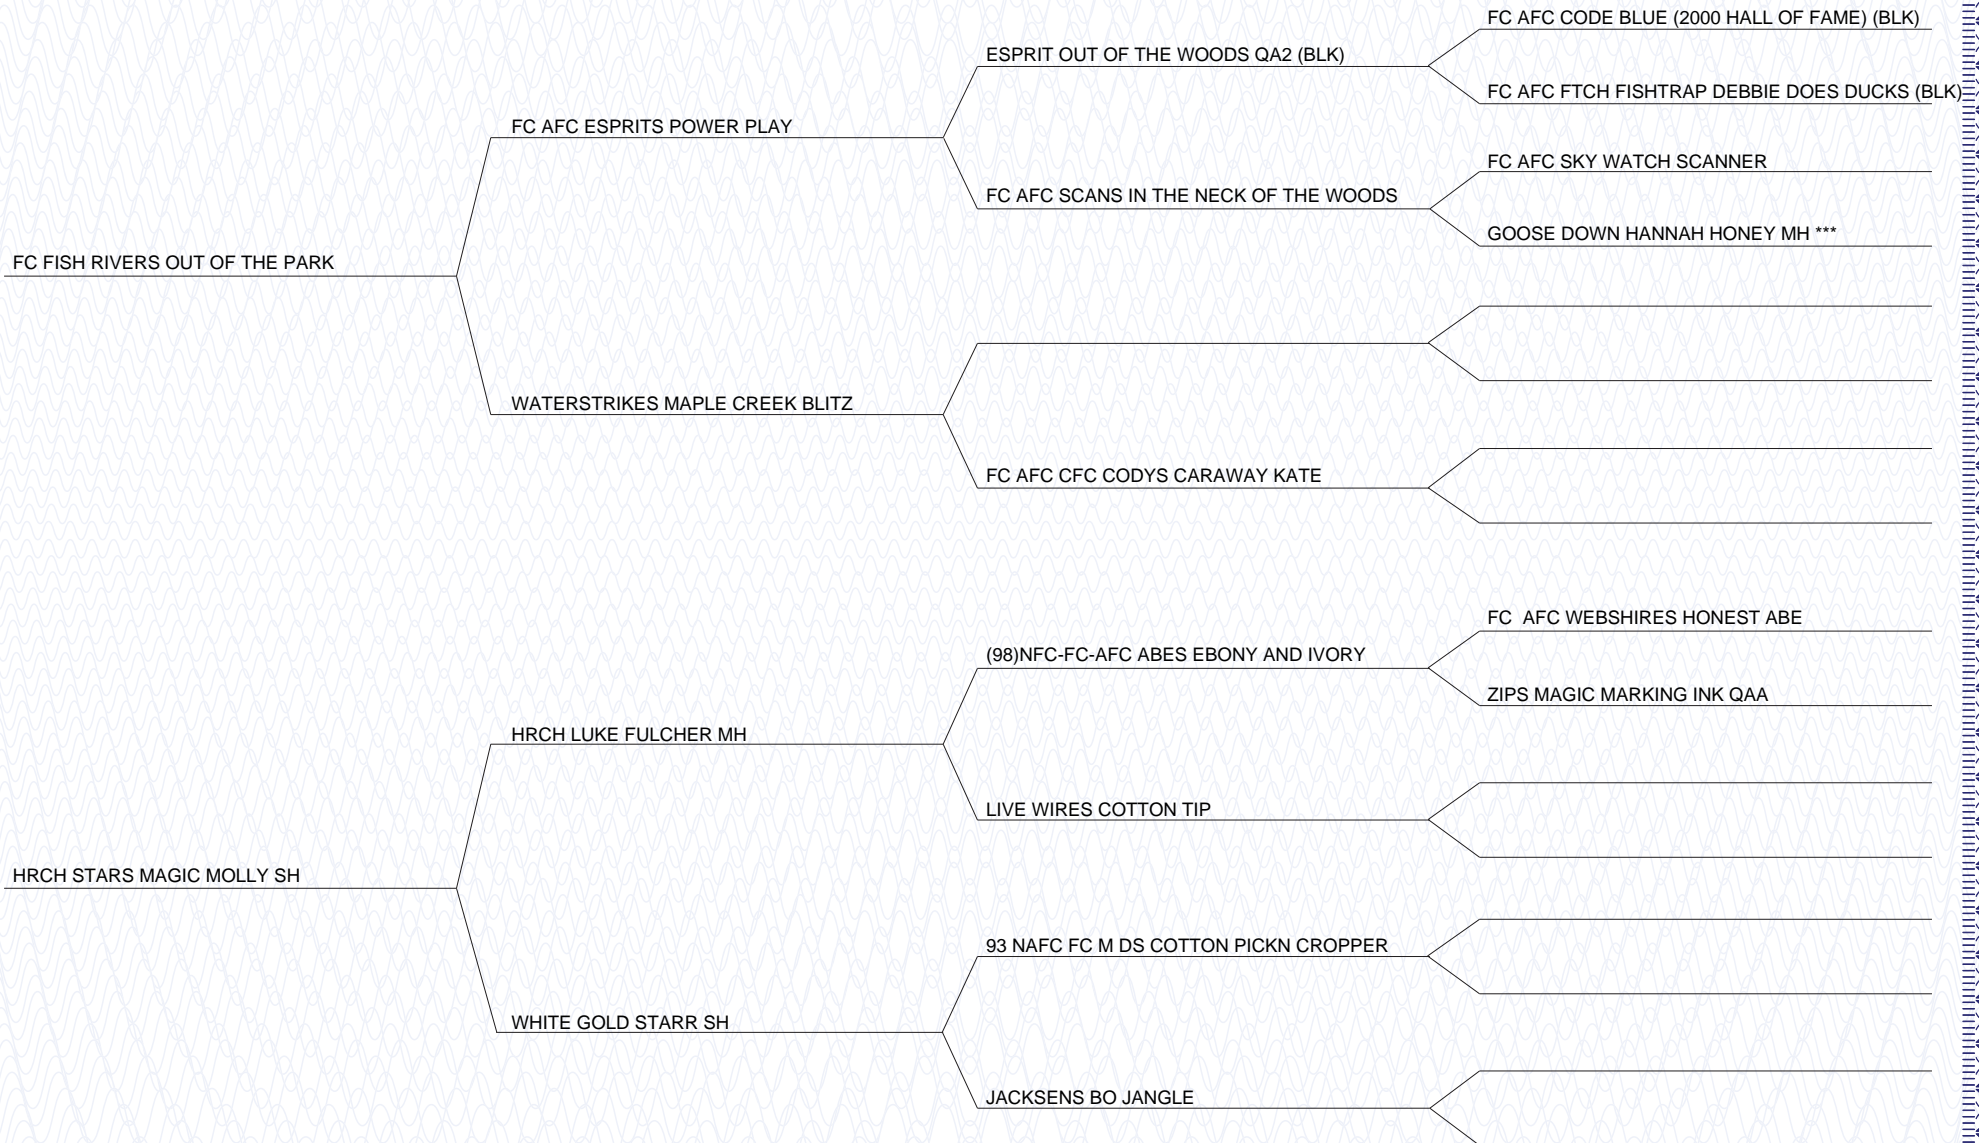 FC AFC CODE BLUE (2000 HALL OF FAME) (BLK)
ESPRIT OUT OF THE WOODS QA2 (BLK)
FC AFC FTCH FISHTRAP DEBBIE DOES DUCKS (BLK)
FC AFC ESPRITS POWER PLAY
FC AFC SKY WATCH SCANNER
FC AFC SCANS IN THE NECK OF THE WOODS
GOOSE DOWN HANNAH HONEY MH ***
FC FISH RIVERS OUT OF THE PARK
WATERSTRIKES MAPLE CREEK BLITZ
FC AFC CFC CODYS CARAWAY KATE
FC  AFC WEBSHIRES HONEST ABE
(98)NFC-FC-AFC ABES EBONY AND IVORY
ZIPS MAGIC MARKING INK QAA
HRCH LUKE FULCHER MH
LIVE WIRES COTTON TIP
HRCH STARS MAGIC MOLLY SH
93 NAFC FC M DS COTTON PICKN CROPPER
WHITE GOLD STARR SH
JACKSENS BO JANGLE